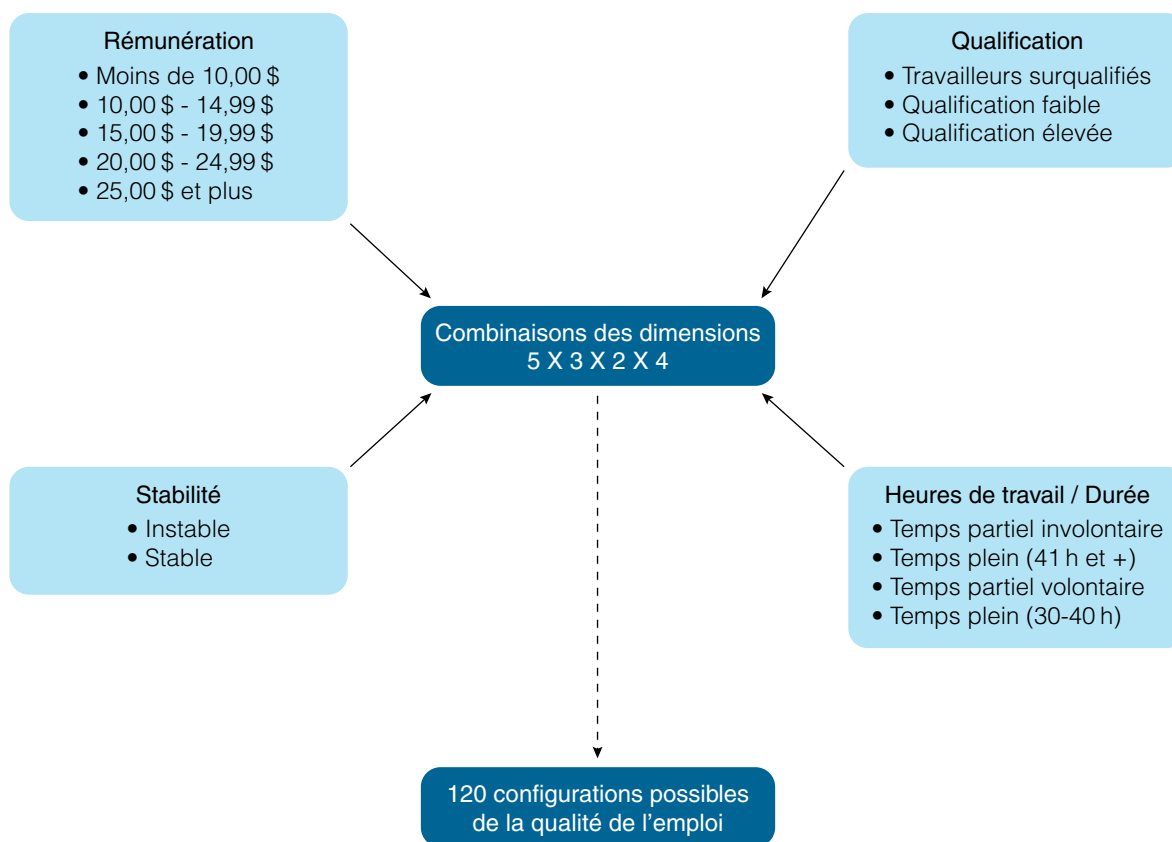 Rémunération
• Moins de 10,00 $
• 10,00 $ - 14,99 $
• 15,00 $ - 19,99 $
• 20,00 $ - 24,99 $
• 25,00 $ et plus
Qualification
• Travailleurs surqualifiés
• Qualification faible
• Qualification élevée
Combinaisons des dimensions
5 X 3 X 2 X 4
Stabilité
• Instable
• Stable
Heures de travail / Durée
• Temps partiel involontaire
• Temps plein (41 h et +)
• Temps partiel volontaire
• Temps plein (30-40 h)
120 configurations possibles
de la qualité de l’emploi